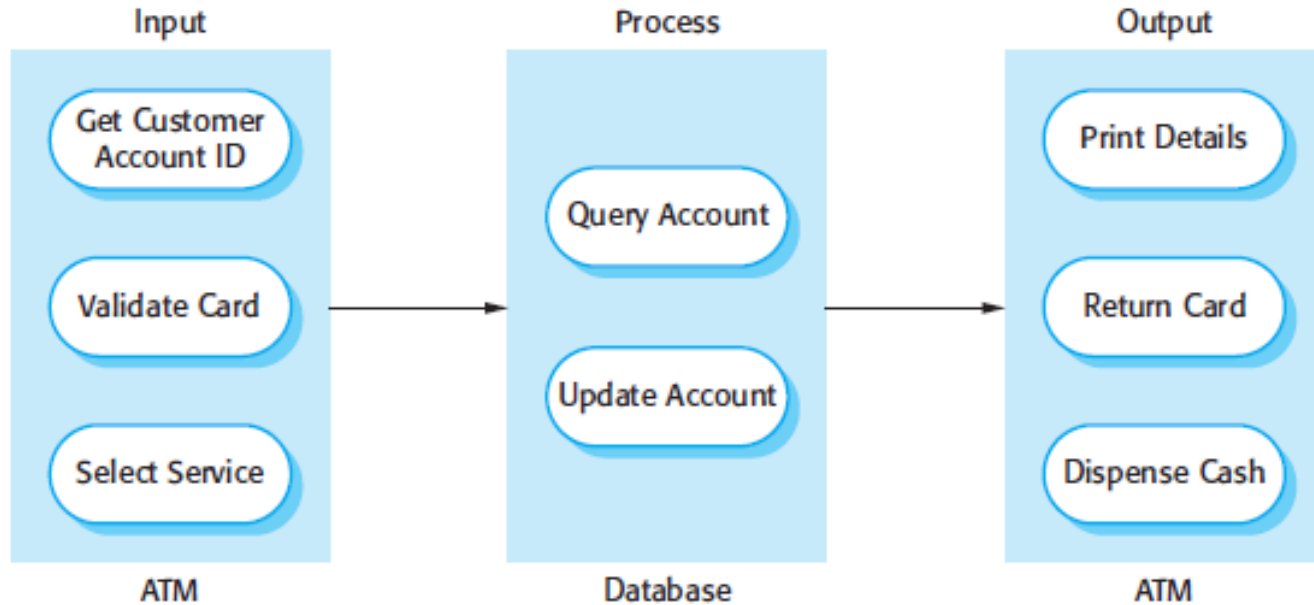 Input
Get Customer
Account ID
Validate Card
Select Service
ATM
Process
Query Account
Update Account
Database
Output
Print Details
Return Card
Dispense Cash
ATM